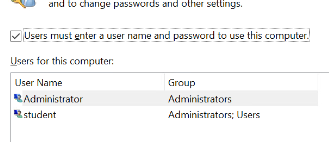 and to change passwords and other settings.
Users must enter a user name and password to use this computer.
Users for this computer:
User Name Group
Administrator Administrators
student Administrators; Users